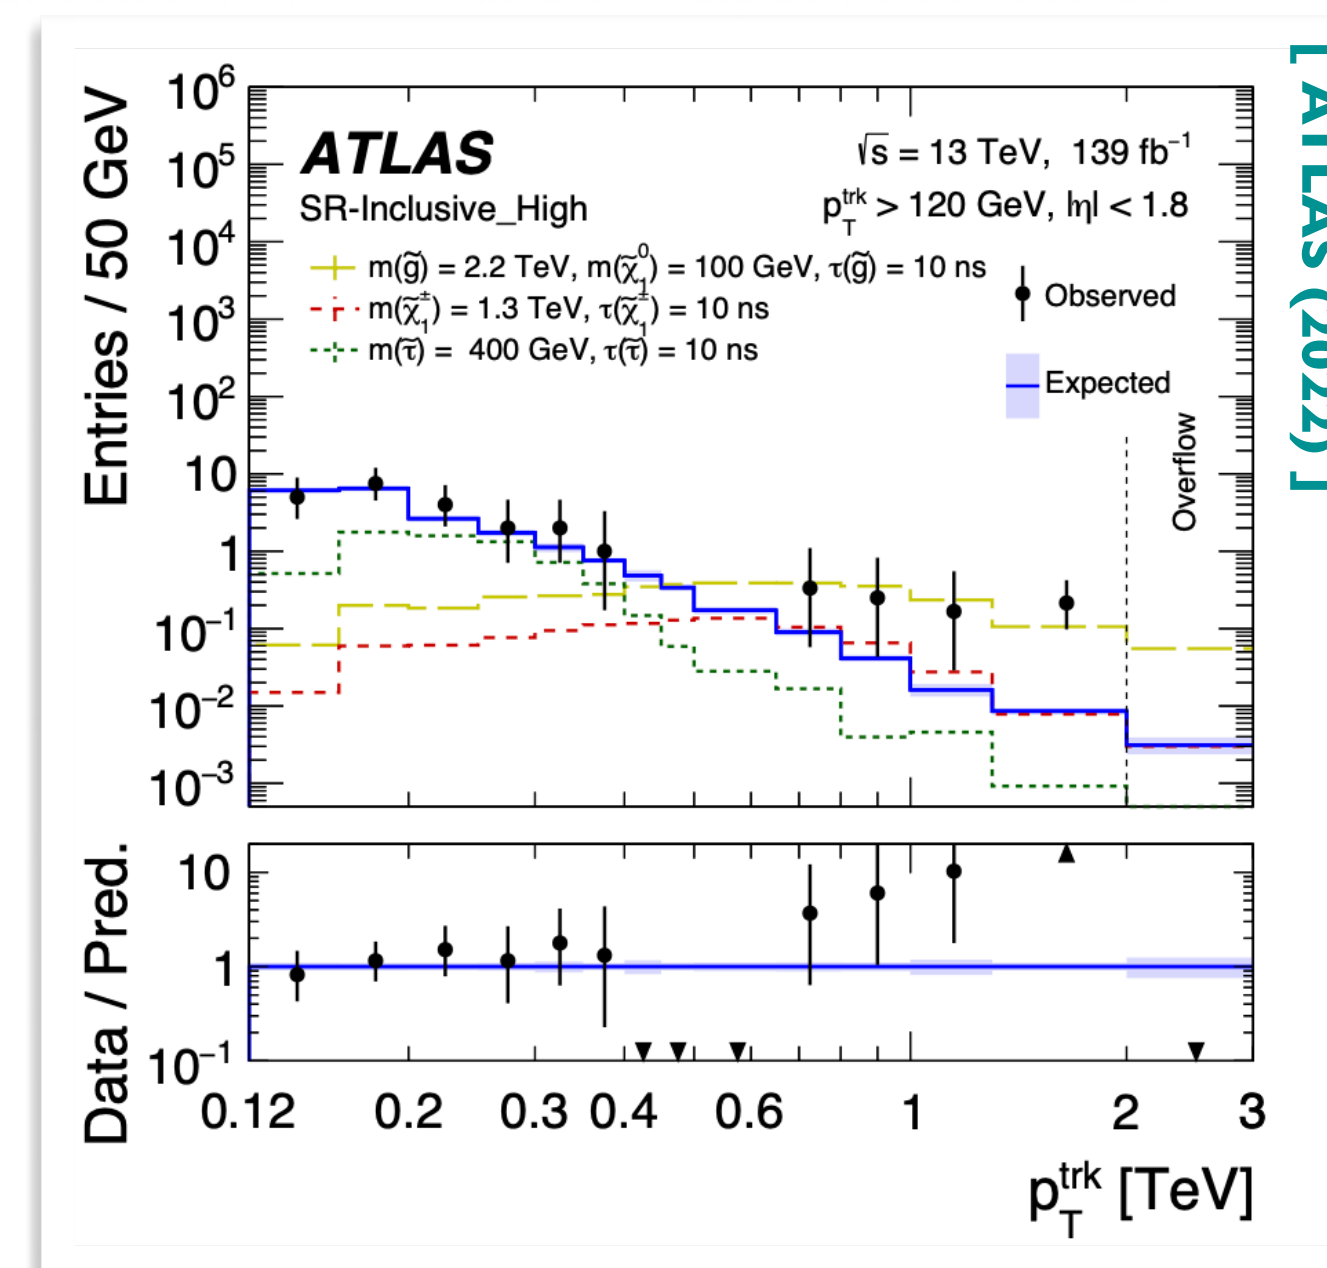 ATLAS
√s = 13 TeV, 139 fb⁻¹
SR-Inclusive_High
p_T^trk > 120 GeV, |η| < 1.8
m(g̃) = 2.2 TeV, m(χ̃₁⁰) = 100 GeV, τ(g̃) = 10 ns
m(χ̃₁±) = 1.3 TeV, τ(χ̃₁±) = 10 ns
m(τ̃) = 400 GeV, τ(τ̃) = 10 ns
Observed
Expected
Overflow
Entries / 50 GeV
10⁶
10⁵
10⁴
10³
10²
10
1
10⁻¹
10⁻²
10⁻³
Data / Pred.
10
1
10⁻¹
0.12 0.2 0.3 0.4 0.6 1 2 3
p_T^trk [TeV]
[ ATLAS (2022) ]